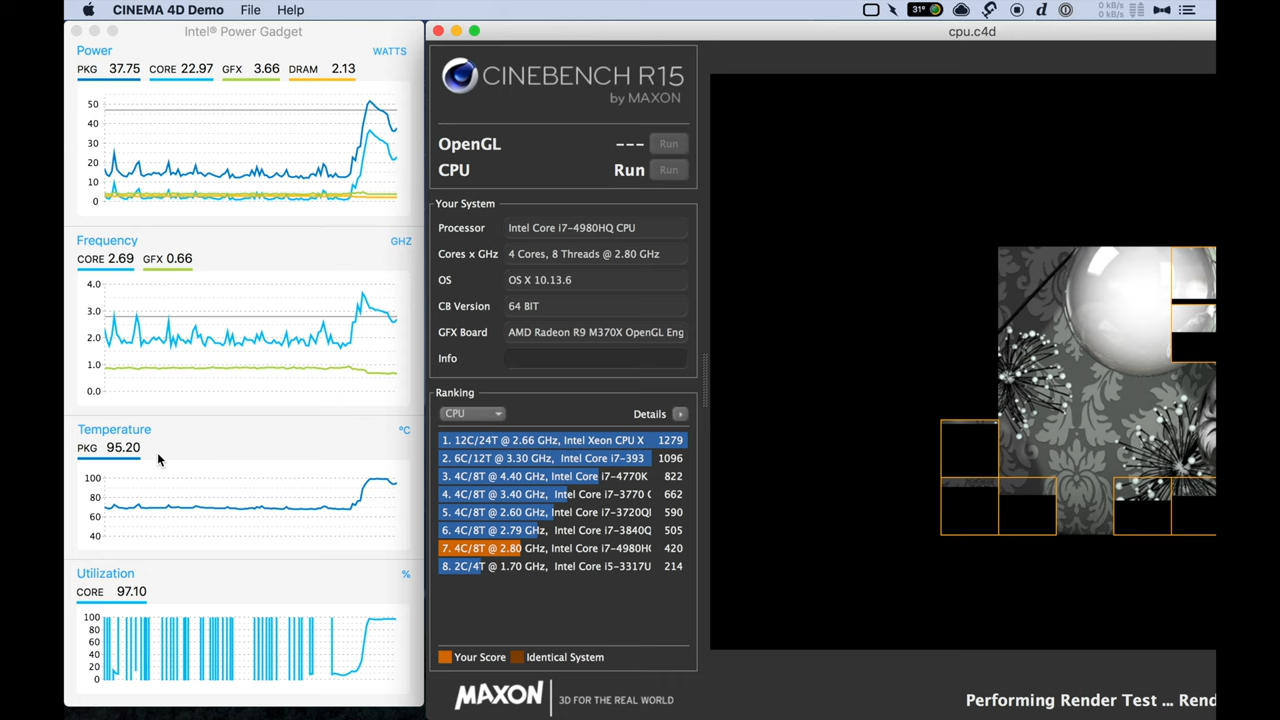 CINEMA 4D Demo File Help
31°
0 kB/s
0 kB/s
Intel® Power Gadget
Power WATTS
PKG 37.75 CORE 22.97 GFX 3.66 DRAM 2.13
50
40
30
20
10
0
Frequency GHZ
CORE 2.69 GFX 0.66
4.0
3.0
2.0
1.0
0.0
Temperature °C
PKG 95.20
100
80
60
40
Utilization %
CORE 97.10
100
80
60
40
20
0
cpu.c4d
CINEBENCH R15
by MAXON
OpenGL --- Run
CPU Run Run
Your System
Processor Intel Core i7-4980HQ CPU
Cores x GHz 4 Cores, 8 Threads @ 2.80 GHz
OS OS X 10.13.6
CB Version 64 BIT
GFX Board AMD Radeon R9 M370X OpenGL Eng
Info
Ranking
CPU Details
1. 12C/24T @ 2.66 GHz, Intel Xeon CPU X 1279
2. 6C/12T @ 3.30 GHz, Intel Core i7-393 1096
3. 4C/8T @ 4.40 GHz, Intel Core i7-4770K 822
4. 4C/8T @ 3.40 GHz, Intel Core i7-3770 C 662
5. 4C/8T @ 2.60 GHz, Intel Core i7-3720QI 590
6. 4C/8T @ 2.79 GHz, Intel Core i7-3840Q 505
7. 4C/8T @ 2.80 GHz, Intel Core i7-4980H 420
8. 2C/4T @ 1.70 GHz, Intel Core i5-3317U 214
Your Score Identical System
MAXON 3D FOR THE REAL WORLD
Performing Render Test ... Rend